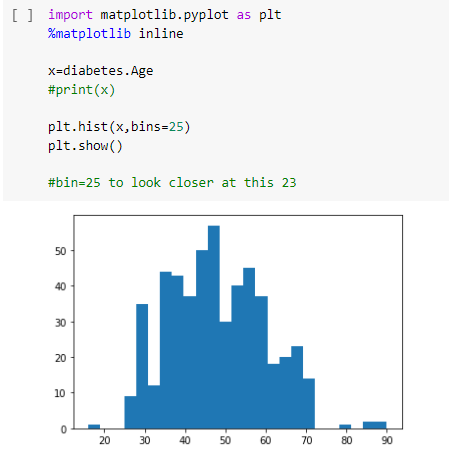 [ ] import matplotlib.pyplot as plt
%matplotlib inline
x=diabetes.Age
#print(x)
plt.hist(x,bins=25)
plt.show()
#bin=25 to look closer at this 23
50
40
30
20
10
0
20 30 40 50 60 70 80 90